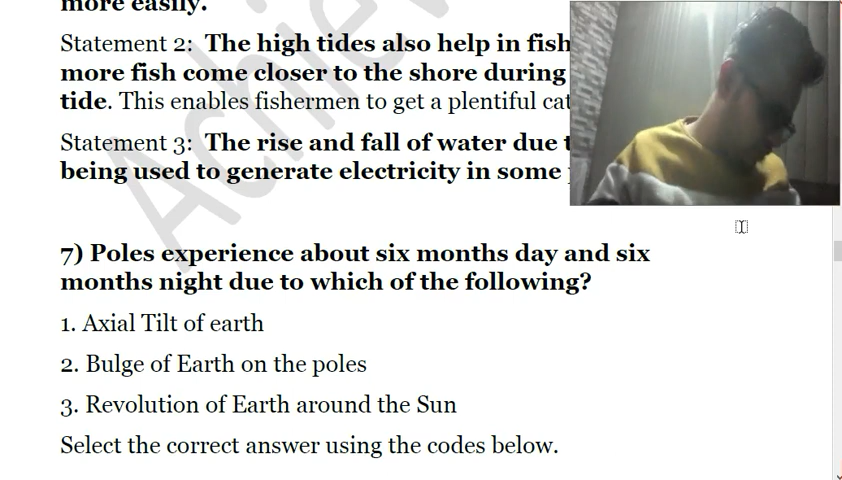 more easily.
Statement 2: The high tides also help in fish
more fish come closer to the shore during
tide. This enables fishermen to get a plentiful cat
Statement 3: The rise and fall of water due t
being used to generate electricity in some
Achiev
7) Poles experience about six months day and six
months night due to which of the following?
1. Axial Tilt of earth
2. Bulge of Earth on the poles
3. Revolution of Earth around the Sun
Select the correct answer using the codes below.